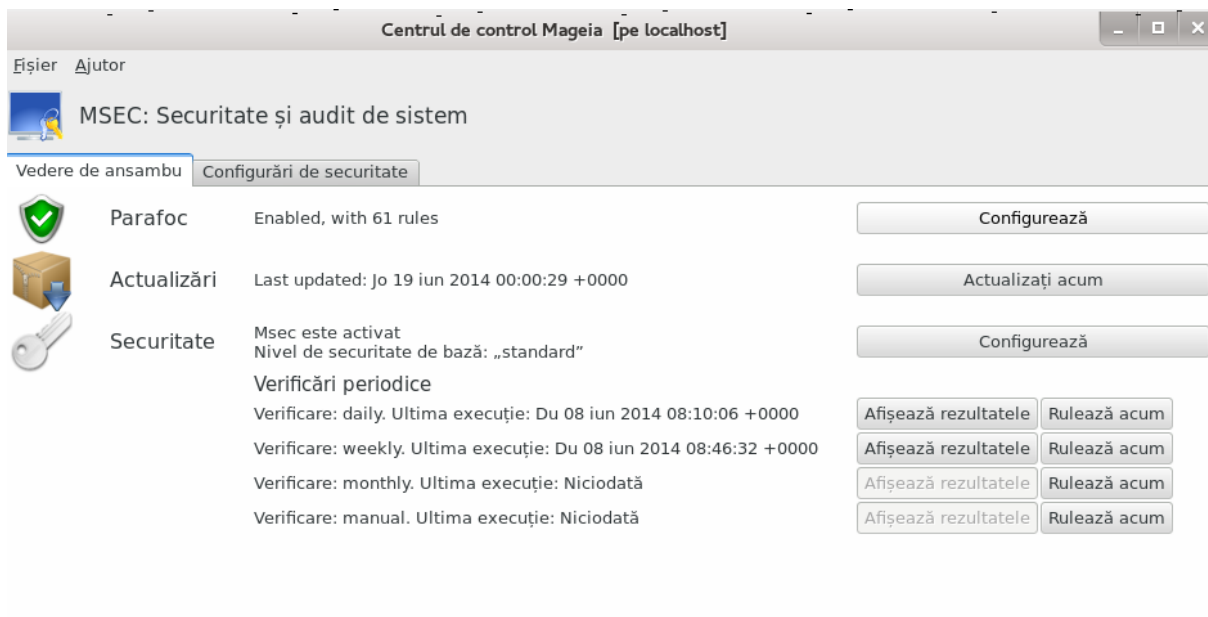 Centrul de control Mageia [pe localhost]
Fișier Ajutor
MSEC: Securitate și audit de sistem
Vedere de ansambu Configurări de securitate
Parafoc Enabled, with 61 rules Configurează
Actualizări Last updated: Jo 19 iun 2014 00:00:29 +0000 Actualizați acum
Securitate Msec este activat Configurează
Nivel de securitate de bază: „standard”
Verificări periodice
Verificare: daily. Ultima execuție: Du 08 iun 2014 08:10:06 +0000 Afișează rezultatele Rulează acum
Verificare: weekly. Ultima execuție: Du 08 iun 2014 08:46:32 +0000 Afișează rezultatele Rulează acum
Verificare: monthly. Ultima execuție: Niciodată Afișează rezultatele Rulează acum
Verificare: manual. Ultima execuție: Niciodată Afișează rezultatele Rulează acum